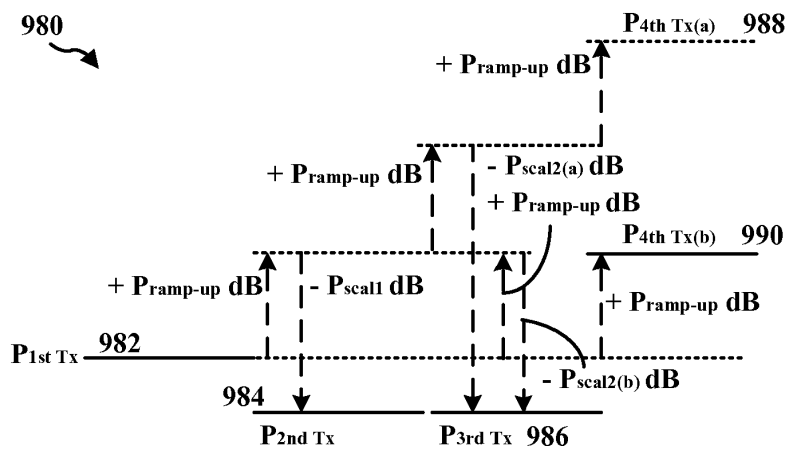 980
P4th Tx(a) 988
+ Pramp-up dB
+ Pramp-up dB
- Pscal2(a) dB
+ Pramp-up dB
P4th Tx(b) 990
+ Pramp-up dB
- Pscal1 dB
+ Pramp-up dB
P1st Tx 982
- Pscal2(b) dB
984
P2nd Tx
P3rd Tx 986